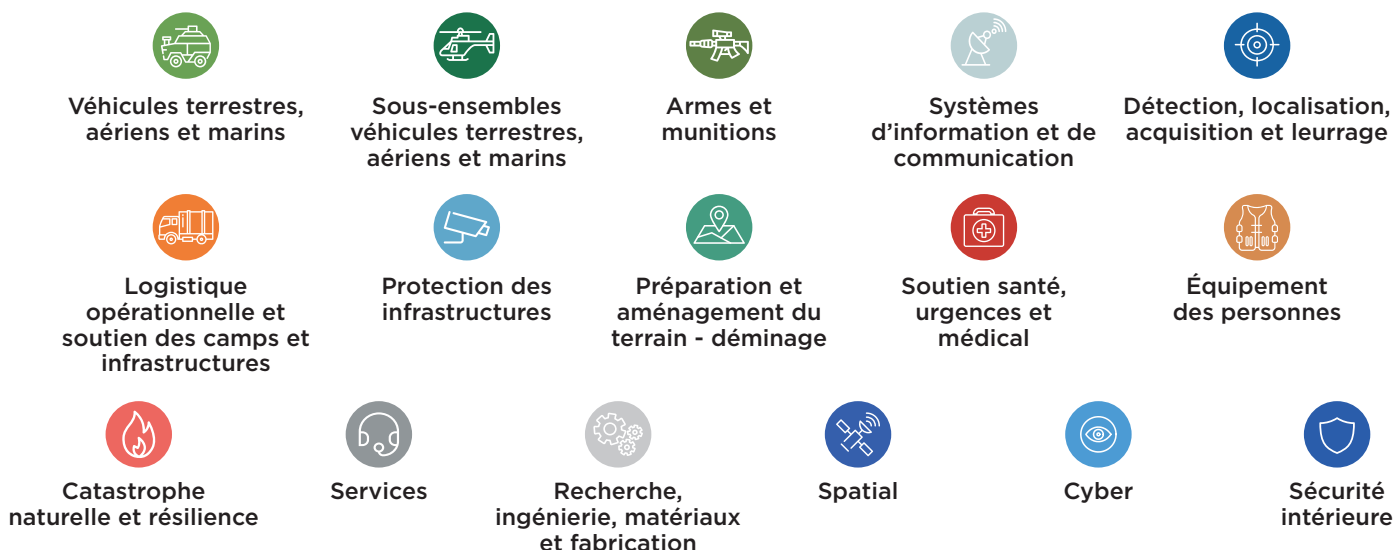 Véhicules terrestres,
aériens et marins
Sous-ensembles
véhicules terrestres,
aériens et marins
Armes et
munitions
Systèmes
d’information et de
communication
Détection, localisation,
acquisition et leurrage
Logistique
opérationnelle et
soutien des camps et
infrastructures
Protection des
infrastructures
Préparation et
aménagement du
terrain - déminage
Soutien santé,
urgences et
médical
Équipement
des personnes
Catastrophe
naturelle et résilience
Services
Recherche,
ingénierie, matériaux
et fabrication
Spatial
Cyber
Sécurité
intérieure